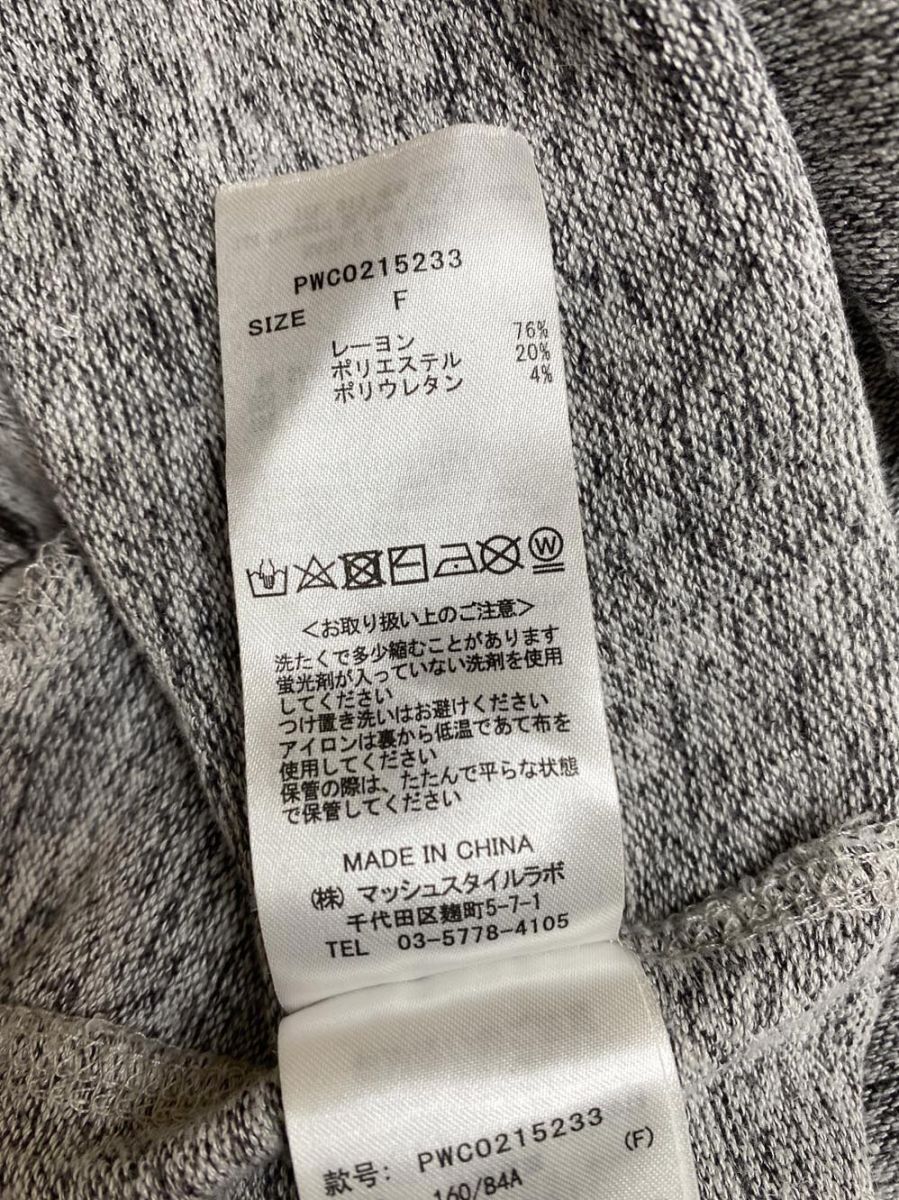 PWCO215233
SIZE F
レーヨン 76%
ポリエステル 20%
ポリウレタン 4%
W
＜お取り扱い上のご注意＞
洗たくで多少縮むことがあります
蛍光剤が入っていない洗剤を使用
してください
つけ置き洗いはお避けください
アイロンは裏から低温であて布を
使用してください
保管の際は、たたんで平らな状態
で保管してください
MADE IN CHINA
(株) マッシュスタイルラボ
千代田区麹町5-7-1
TEL 03-5778-4105
款号: PWCO215233 (F)
160/84A